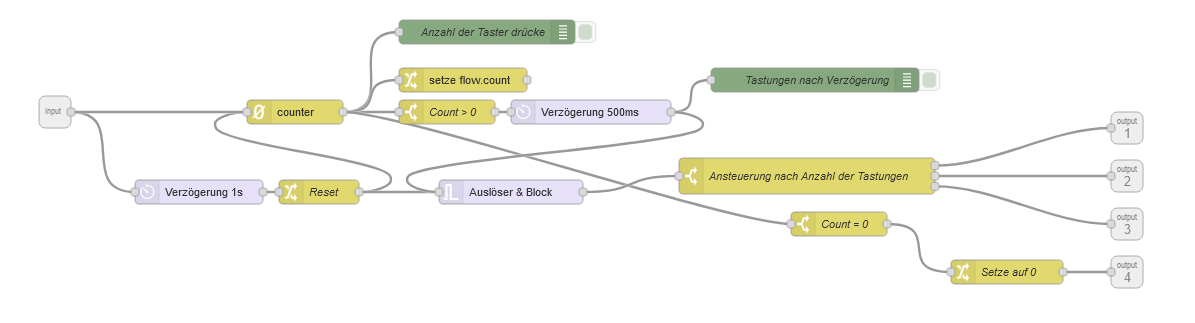 Anzahl der Taster drücke
setze flow.count
Tastungen nach Verzögerung
input
counter
Count > 0
Verzögerung 500ms
output
1
Verzögerung 1s
Reset
Auslöser & Block
Ansteuerung nach Anzahl der Tastungen
output
2
Count = 0
output
3
Setze auf 0
output
4